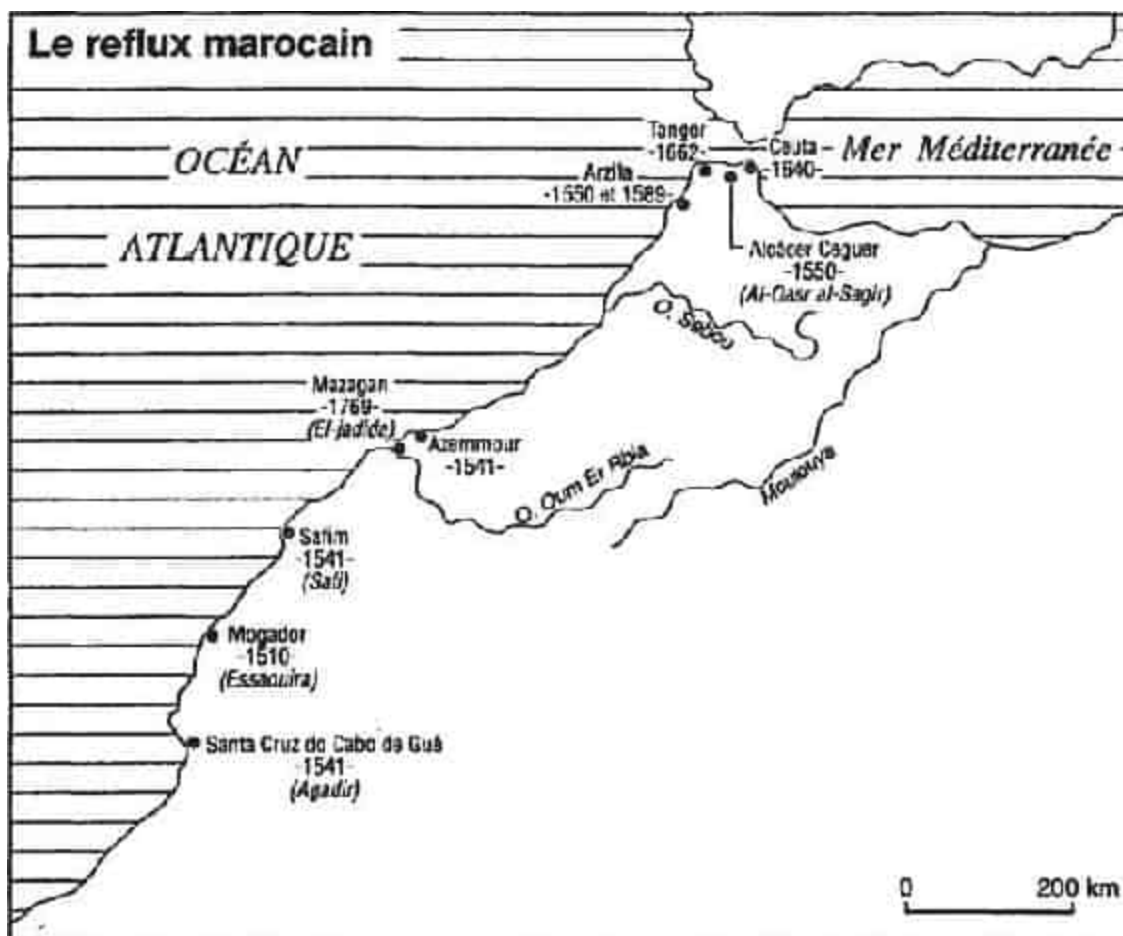 Le reflux marocain
OCÉAN
ATLANTIQUE
Mer Méditerranée
Tanger
-1662-
Ceuta
-1640-
Arzila
-1550 et 1589-
Alcácer Ceguer
-1550-
(Al-Qasr al-Sagir)
O. Sebou
Mazagan
-1769-
(El-jadida)
Azemmour
-1541-
O. Oum Er Rbia
Moulouya
Safim
-1541-
(Safi)
Mogador
-1510-
(Essaouira)
Santa Cruz do Cabo de Guê
-1541-
(Agadir)
0 200 km